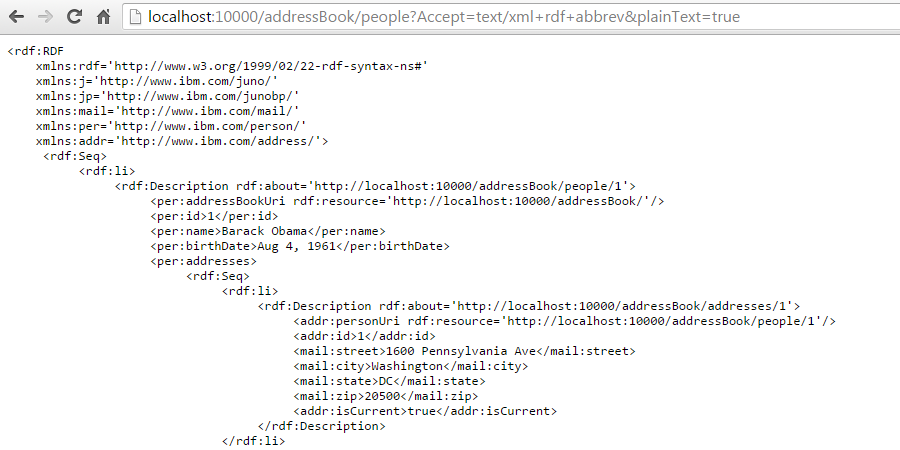 localhost:10000/addressBook/people?Accept=text/xml+rdf+abbrev&plainText=true
<rdf:RDF
    xmlns:rdf='http://www.w3.org/1999/02/22-rdf-syntax-ns#'
    xmlns:j='http://www.ibm.com/juno/'
    xmlns:jp='http://www.ibm.com/junobp/'
    xmlns:mail='http://www.ibm.com/mail/'
    xmlns:per='http://www.ibm.com/person/'
    xmlns:addr='http://www.ibm.com/address/'>
     <rdf:Seq>
          <rdf:li>
               <rdf:Description rdf:about='http://localhost:10000/addressBook/people/1'>
                    <per:addressBookUri rdf:resource='http://localhost:10000/addressBook/'/>
                    <per:id>1</per:id>
                    <per:name>Barack Obama</per:name>
                    <per:birthDate>Aug 4, 1961</per:birthDate>
                    <per:addresses>
                         <rdf:Seq>
                              <rdf:li>
                                   <rdf:Description rdf:about='http://localhost:10000/addressBook/addresses/1'>
                                        <addr:personUri rdf:resource='http://localhost:10000/addressBook/people/1'/>
                                        <addr:id>1</addr:id>
                                        <mail:street>1600 Pennsylvania Ave</mail:street>
                                        <mail:city>Washington</mail:city>
                                        <mail:state>DC</mail:state>
                                        <mail:zip>20500</mail:zip>
                                        <addr:isCurrent>true</addr:isCurrent>
                                   </rdf:Description>
                              </rdf:li>